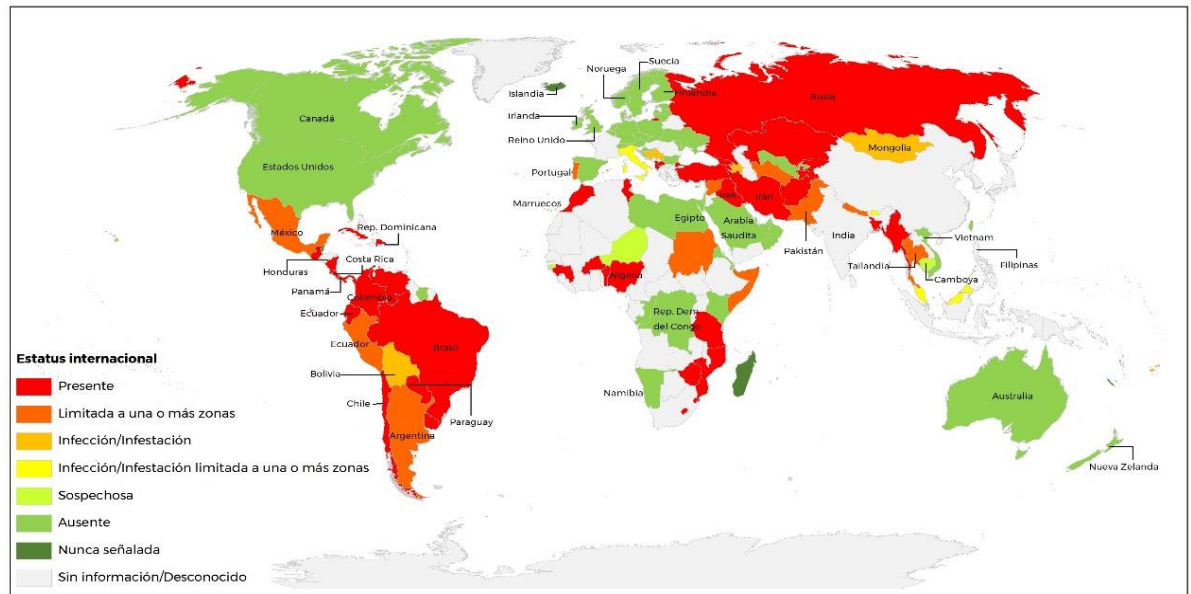 Suecia
Noruega
Finlandia
Rusia
Islandia
Canadá
Irlanda
Reino Unido
Mongolia
Estados Unidos
Portugal
Irak
Irán
Marruecos
Egipto
Arabia
Saudita
México
Rep. Dominicana
Pakistán
India
Vietnam
Costa Rica
Tailandia
Filipinas
Honduras
Nigeria
Camboya
Panamá
Colombia
Ecuador
Rep. Dem.
del Congo
Ecuador
Brasil
Estatus internacional
Bolivia
Presente
Namibia
Chile
Australia
Limitada a una o más zonas
Paraguay
Argentina
Infección/Infestación
Infección/Infestación limitada a una o más zonas
Nueva Zelanda
Sospechosa
Ausente
Nunca señalada
Sin información/Desconocido